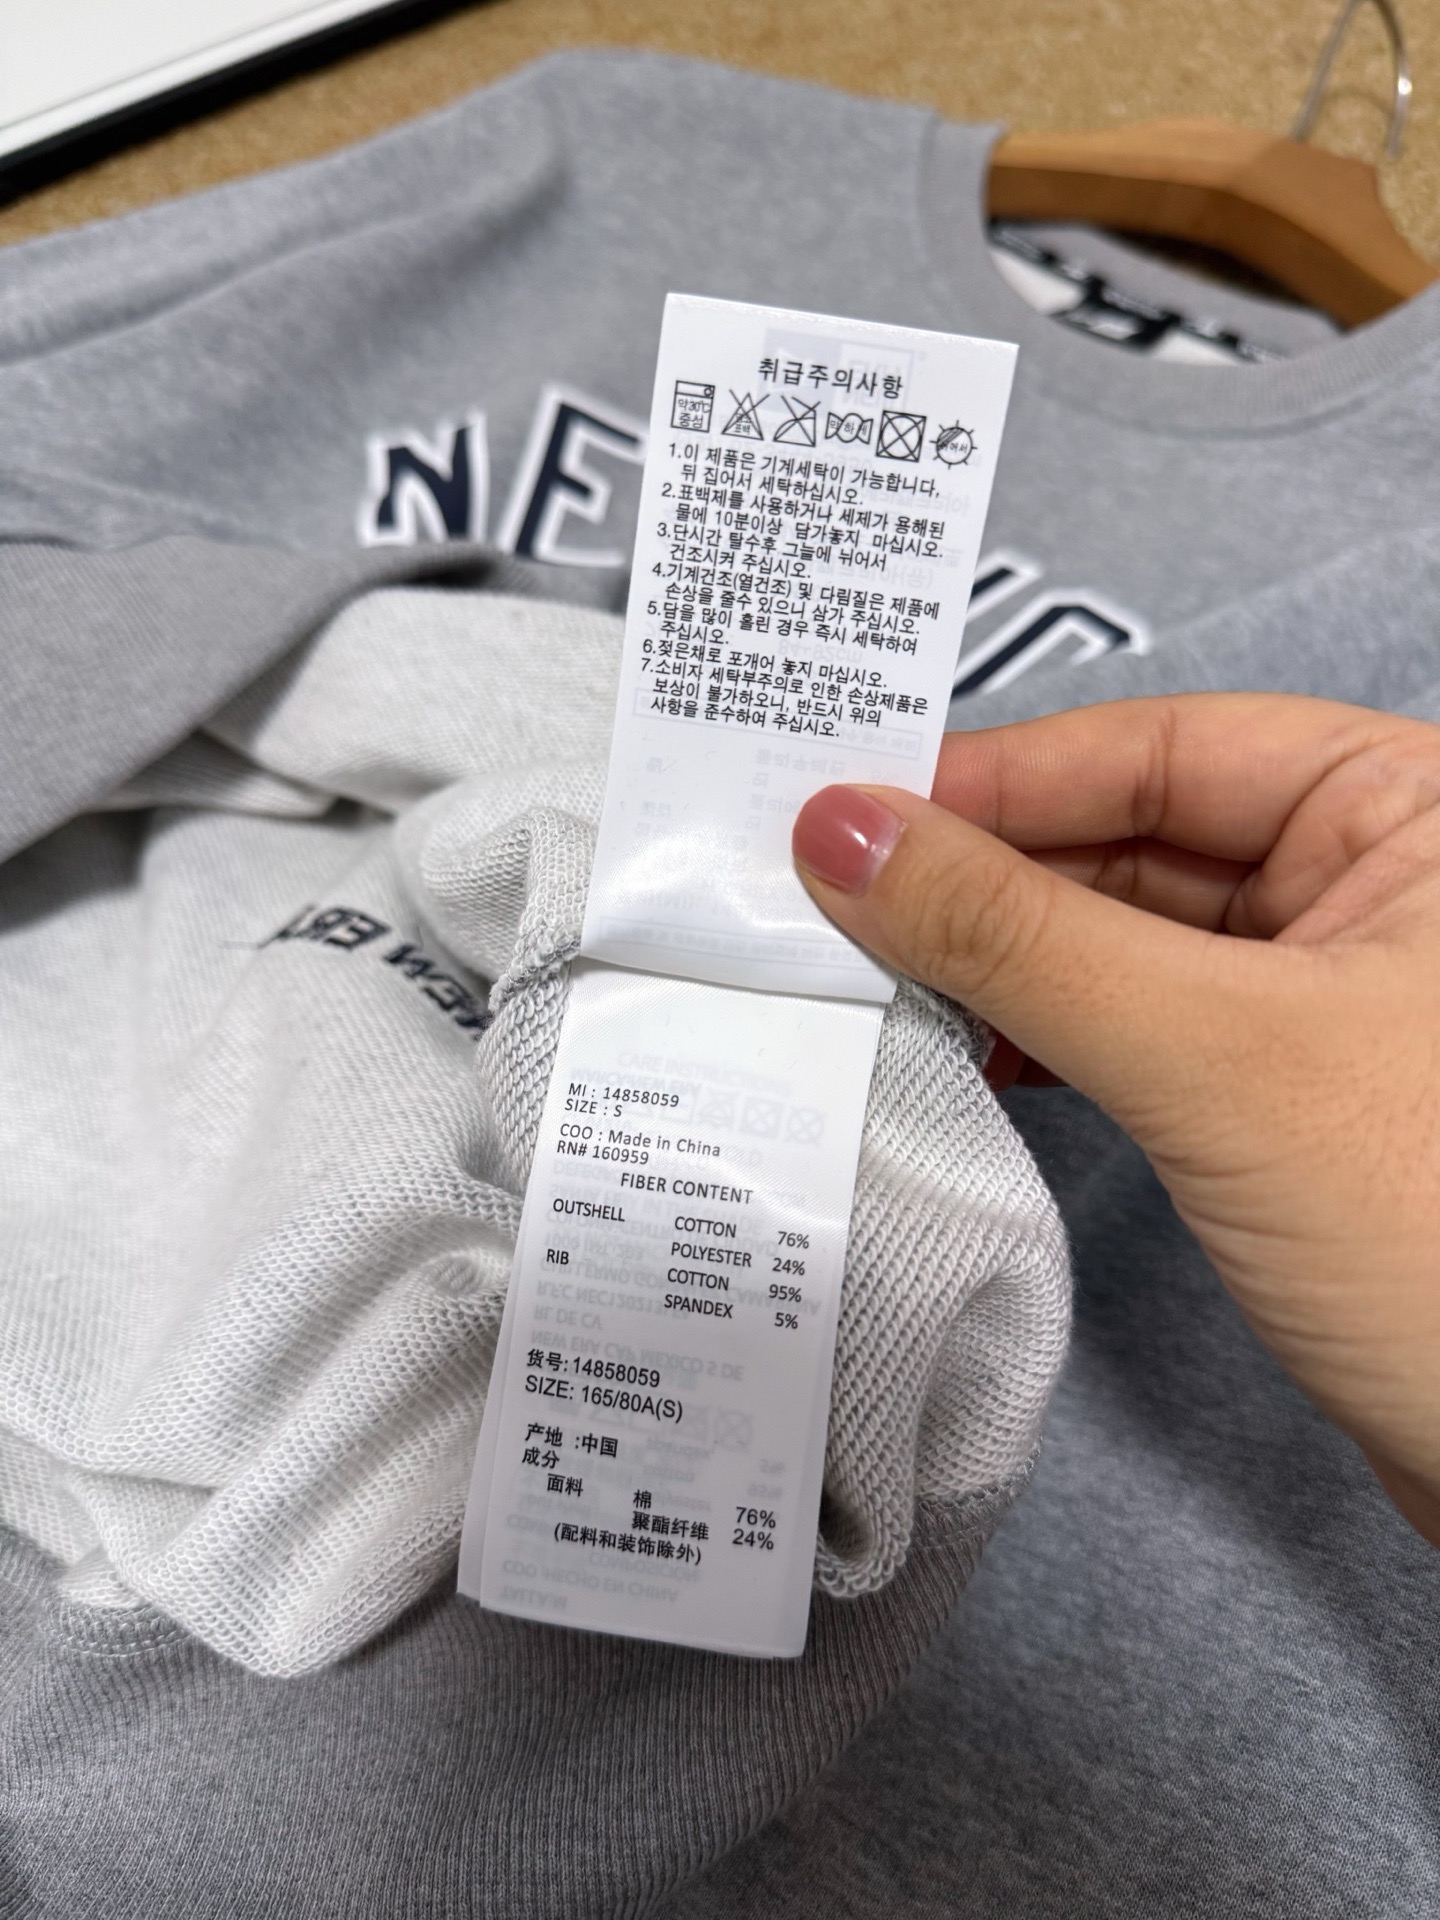 취급주의사항
약30℃
중성
1.이 제품은 기계세탁이 가능합니다,
뒤 집어서 세탁하십시오.
2.표백제를 사용하거나 세제가 용해된
물에 10분이상 담가놓지 마십시오.
3.단시간 탈수후 그늘에 뉘어서
건조시켜 주십시오.
4.기계건조(열건조) 및 다림질은 제품에
손상을 줄수 있으니 삼가 주십시오.
5.담을 많이 흘린 경우 즉시 세탁하여
주십시오.
6.젖은채로 포개어 놓지 마십시오.
7.소비자 세탁부주의로 인한 손상제품은
보상이 불가하오니, 반드시 위의
사항을 준수하여 주십시오.
MI : 14858059
SIZE : S
COO : Made in China
RN# 160959
FIBER CONTENT
OUTSHELL COTTON 76%
POLYESTER 24%
RIB COTTON 95%
SPANDEX 5%
货号:14858059
SIZE: 165/80A(S)
产地 :中国
成分
面料 棉 76%
聚酯纤维 24%
(配料和装饰除外)